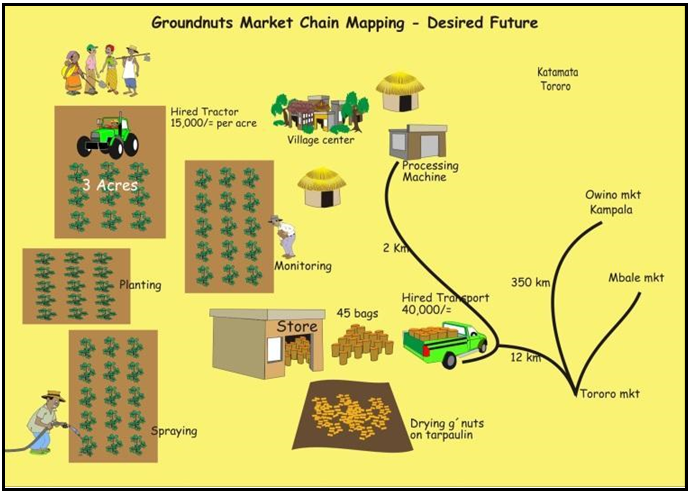 Groundnuts Market Chain Mapping - Desired Future
Katamata
Tororo
Hired Tractor
15,000/= per acre
Village center
Processing
Machine
3 Acres
Owino mkt
Kampala
2 Km
Monitoring
350 km
Mbale mkt
Planting
Hired Transport
40,000/=
45 bags
Store
12 km
Tororo mkt
Spraying
Drying g´nuts
on tarpaulin